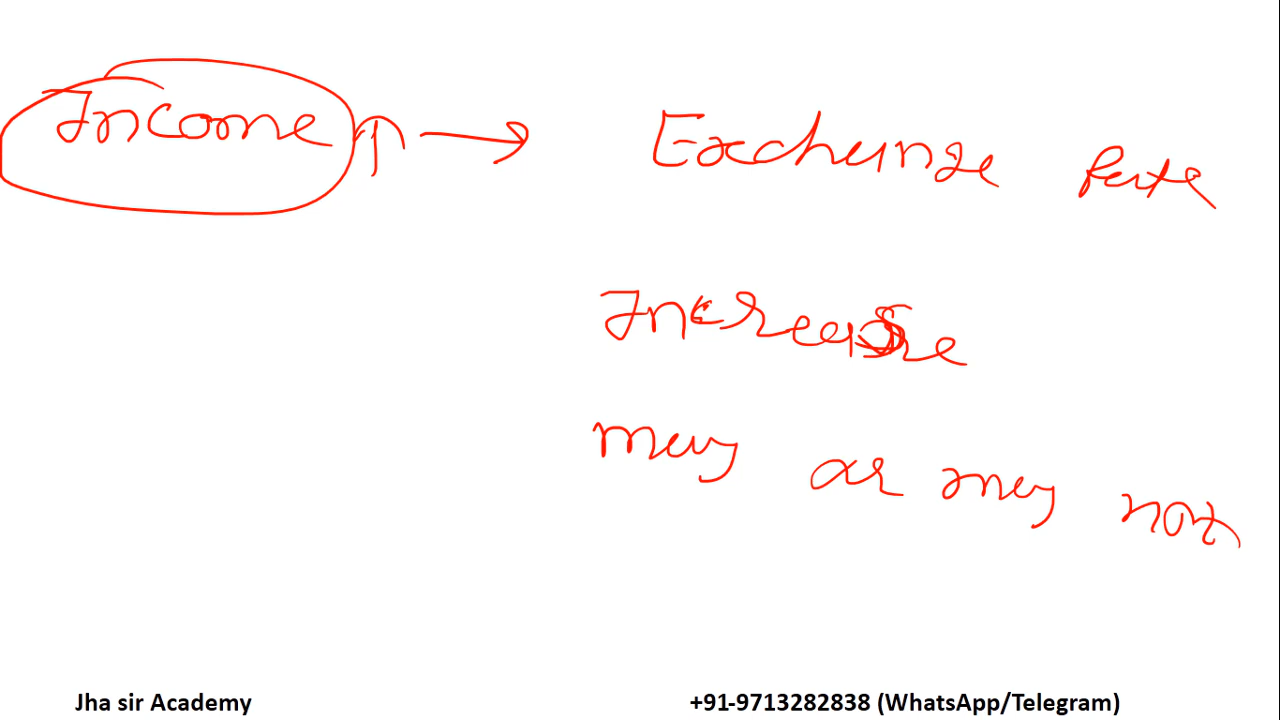 Income ↑ → Exchange Rate
Increase
may or may not
Jha sir Academy +91-9713282838 (WhatsApp/Telegram)